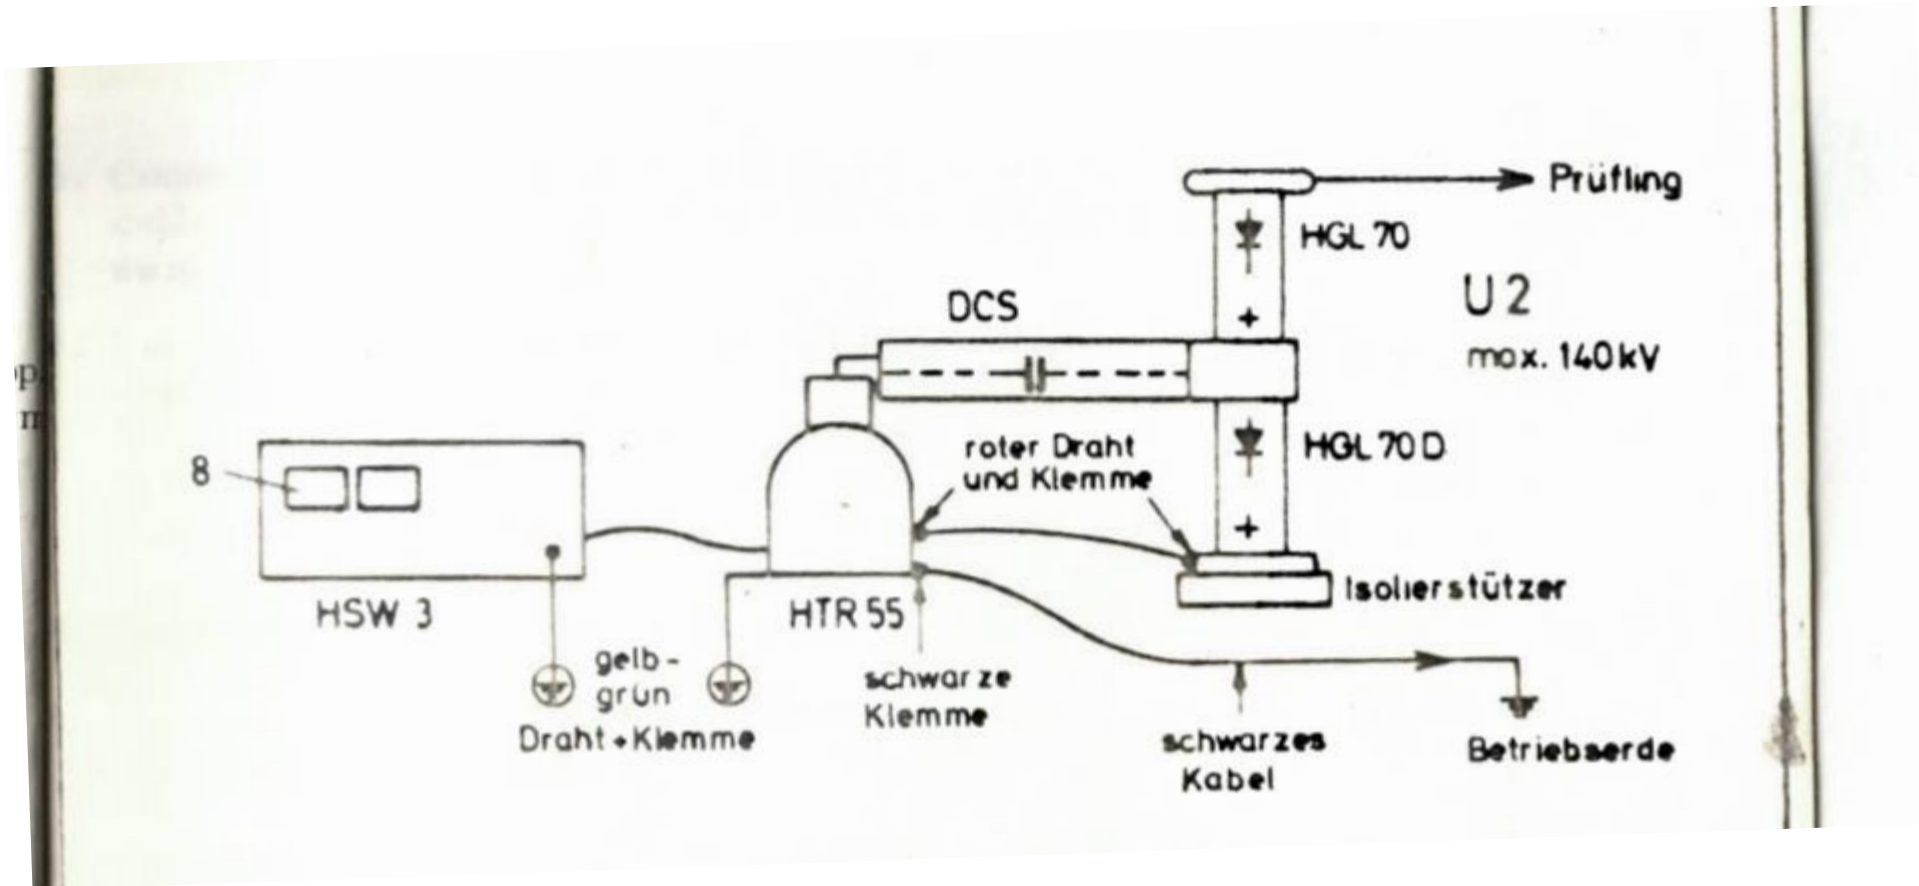 Prüfling
HGL 70
U 2
max. 140 kV
DCS
HGL 70 D
roter Draht
und Klemme
8
+
+
Isolierstützer
HSW 3
HTR 55
gelb-
grün
Draht + Klemme
schwarze
Klemme
schwarzes
Kabel
Betriebserde